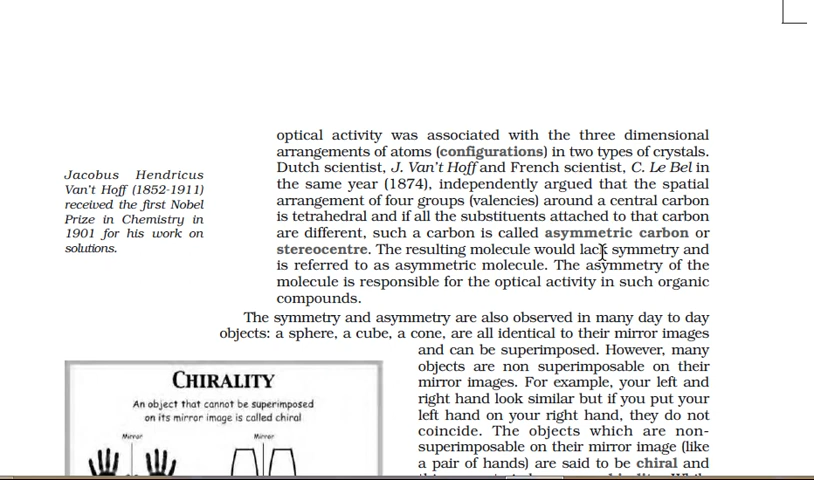 optical activity was associated with the three dimensional
arrangements of atoms (configurations) in two types of crystals.
Dutch scientist, J. Van't Hoff and French scientist, C. Le Bel in
the same year (1874), independently argued that the spatial
arrangement of four groups (valencies) around a central carbon
is tetrahedral and if all the substituents attached to that carbon
are different, such a carbon is called asymmetric carbon or
stereocentre. The resulting molecule would lack symmetry and
is referred to as asymmetric molecule. The asymmetry of the
molecule is responsible for the optical activity in such organic
compounds.
Jacobus Hendricus
Van't Hoff (1852-1911)
received the first Nobel
Prize in Chemistry in
1901 for his work on
solutions.
The symmetry and asymmetry are also observed in many day to day
objects: a sphere, a cube, a cone, are all identical to their mirror images
and can be superimposed. However, many
objects are non superimposable on their
mirror images. For example, your left and
right hand look similar but if you put your
left hand on your right hand, they do not
coincide. The objects which are non-
superimposable on their mirror image (like
a pair of hands) are said to be chiral and
CHIRALITY
An object that cannot be superimposed
on its mirror image is called chiral
Mirror
Mirror